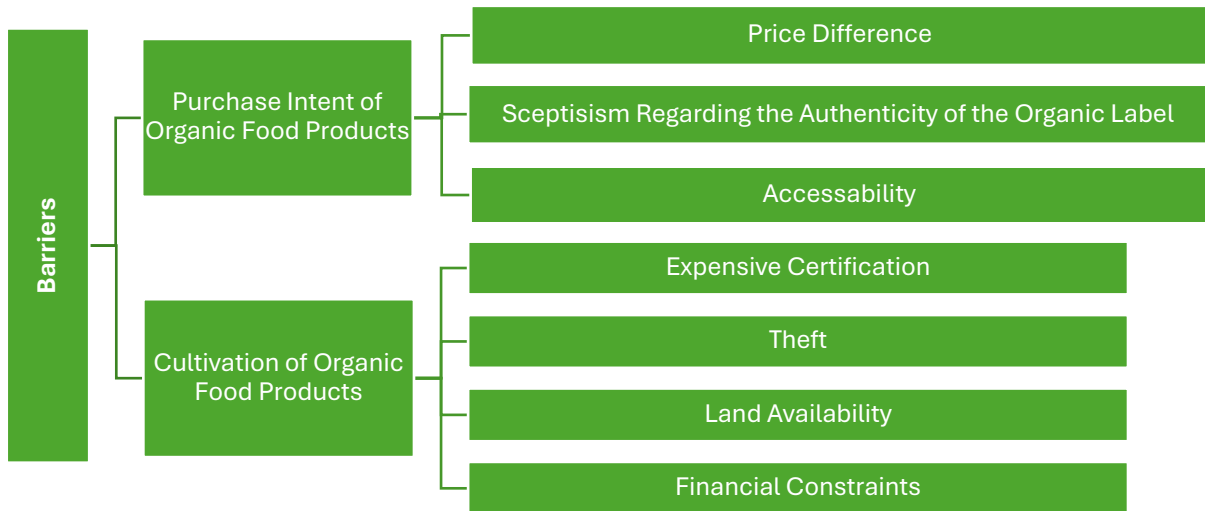 Barriers
Purchase Intent of
Organic Food Products
Price Difference
Sceptisism Regarding the Authenticity of the Organic Label
Accessability
Cultivation of Organic
Food Products
Expensive Certification
Theft
Land Availability
Financial Constraints